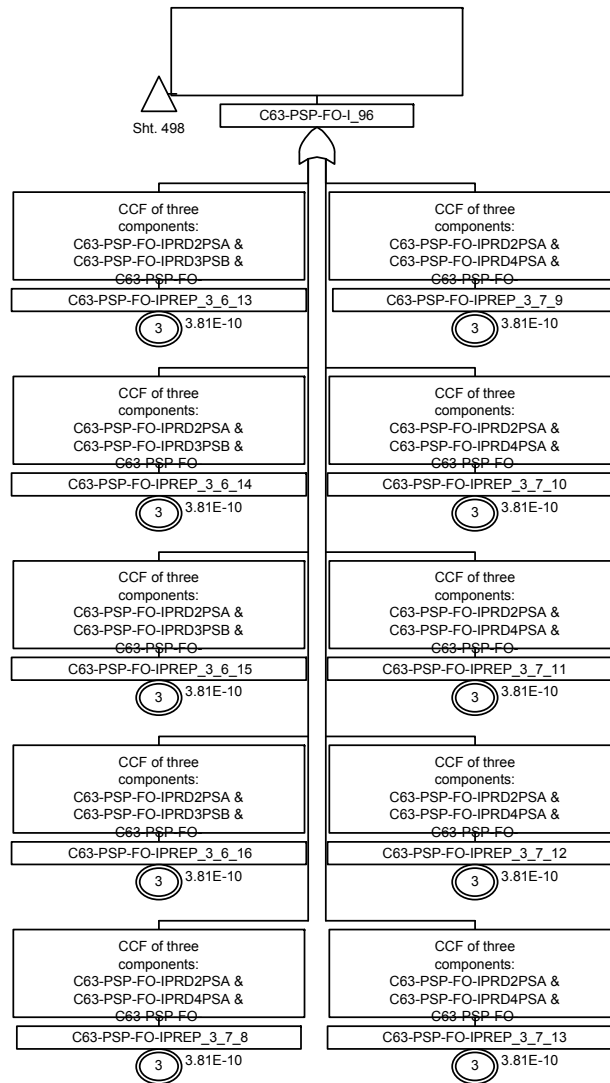 Sht. 498
C63-PSP-FO-I_96
CCF of three
components:
C63-PSP-FO-IPRD2PSA &
C63-PSP-FO-IPRD3PSB &
C63-PSP-FO-
C63-PSP-FO-IPREP_3_6_13
3
3.81E-10
CCF of three
components:
C63-PSP-FO-IPRD2PSA &
C63-PSP-FO-IPRD4PSA &
C63-PSP-FO-
C63-PSP-FO-IPREP_3_7_9
3
3.81E-10
CCF of three
components:
C63-PSP-FO-IPRD2PSA &
C63-PSP-FO-IPRD3PSB &
C63-PSP-FO-
C63-PSP-FO-IPREP_3_6_14
3
3.81E-10
CCF of three
components:
C63-PSP-FO-IPRD2PSA &
C63-PSP-FO-IPRD4PSA &
C63-PSP-FO-
C63-PSP-FO-IPREP_3_7_10
3
3.81E-10
CCF of three
components:
C63-PSP-FO-IPRD2PSA &
C63-PSP-FO-IPRD3PSB &
C63-PSP-FO-
C63-PSP-FO-IPREP_3_6_15
3
3.81E-10
CCF of three
components:
C63-PSP-FO-IPRD2PSA &
C63-PSP-FO-IPRD4PSA &
C63-PSP-FO-
C63-PSP-FO-IPREP_3_7_11
3
3.81E-10
CCF of three
components:
C63-PSP-FO-IPRD2PSA &
C63-PSP-FO-IPRD3PSB &
C63-PSP-FO-
C63-PSP-FO-IPREP_3_6_16
3
3.81E-10
CCF of three
components:
C63-PSP-FO-IPRD2PSA &
C63-PSP-FO-IPRD4PSA &
C63-PSP-FO-
C63-PSP-FO-IPREP_3_7_12
3
3.81E-10
CCF of three
components:
C63-PSP-FO-IPRD2PSA &
C63-PSP-FO-IPRD4PSA &
C63-PSP-FO-
C63-PSP-FO-IPREP_3_7_8
3
3.81E-10
CCF of three
components:
C63-PSP-FO-IPRD2PSA &
C63-PSP-FO-IPRD4PSA &
C63-PSP-FO-
C63-PSP-FO-IPREP_3_7_13
3
3.81E-10